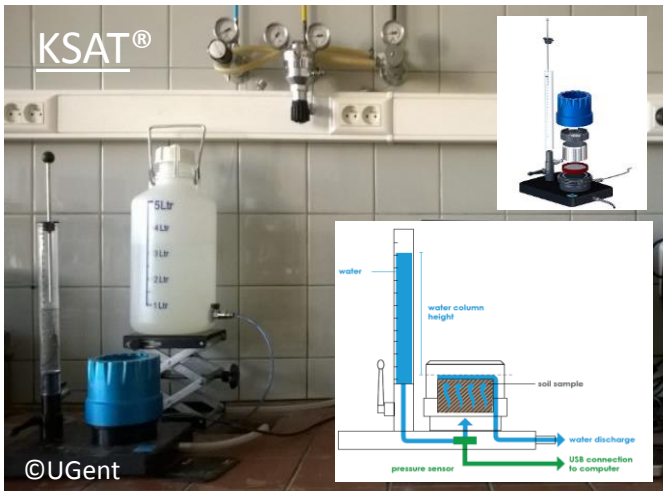 KSAT®
5Ltr
4Ltr
3Ltr
2Ltr
1Ltr
water
water column
height
soil sample
water discharge
USB connection
to computer
pressure sensor
©UGent